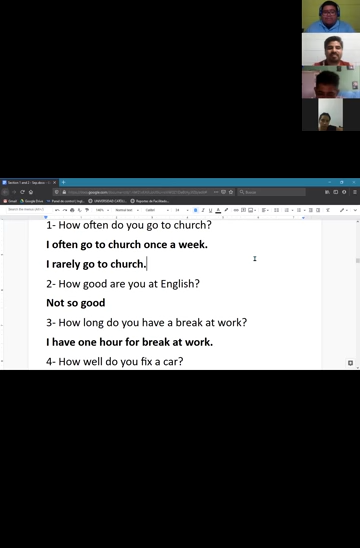 1- How often do you go to church?
I often go to church once a week.
I rarely go to church.
2- How good are you at English?
Not so good
3- How long do you have a break at work?
I have one hour for break at work.
4- How well do you fix a car?